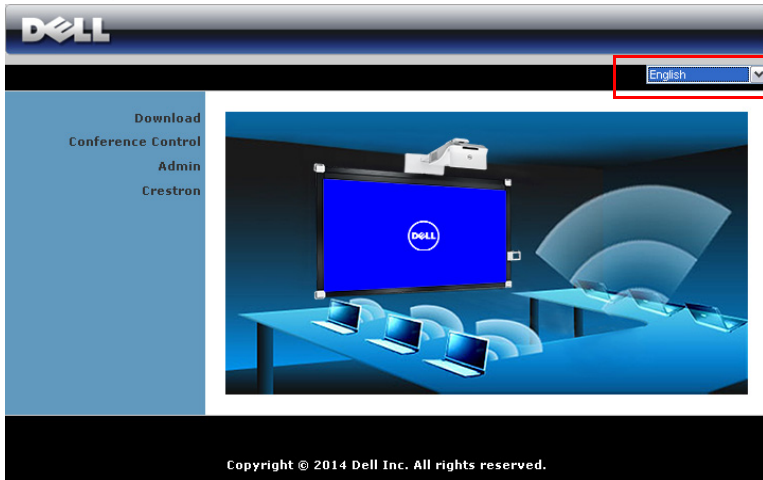 DELL
English
Download
Conference Control
Admin
Crestron
DELL
Copyright © 2014 Dell Inc. All rights reserved.